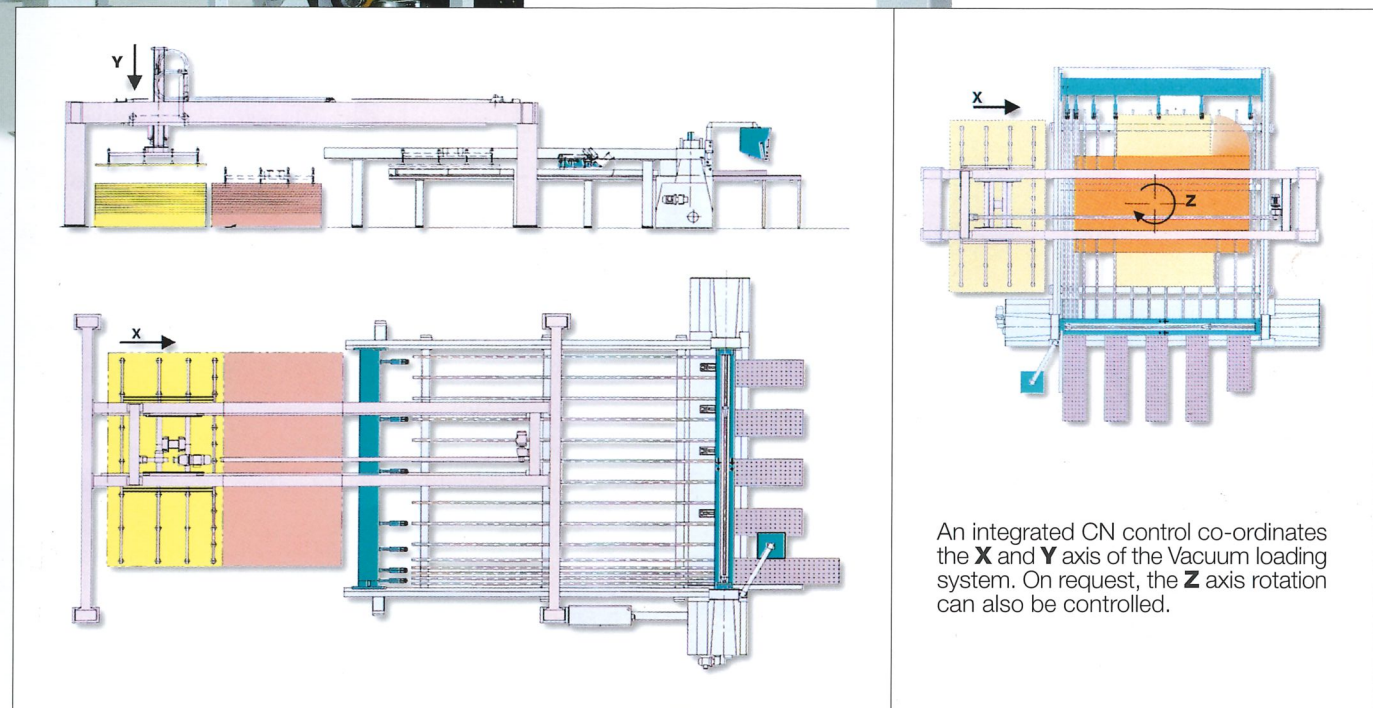 Y
X
X
Z
An integrated CN control co-ordinates
the X and Y axis of the Vacuum loading
system. On request, the Z axis rotation
can also be controlled.